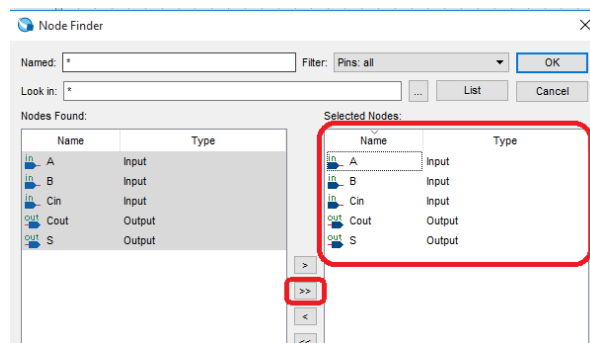 Node Finder
Named: * Filter: Pins: all OK
Look in: * ... List Cancel
Nodes Found: Selected Nodes:
Name Type Name Type
in A Input in A Input
in B Input in B Input
in Cin Input in Cin Input
out Cout Output out Cout Output
out S Output out S Output
>
>>
<
<<